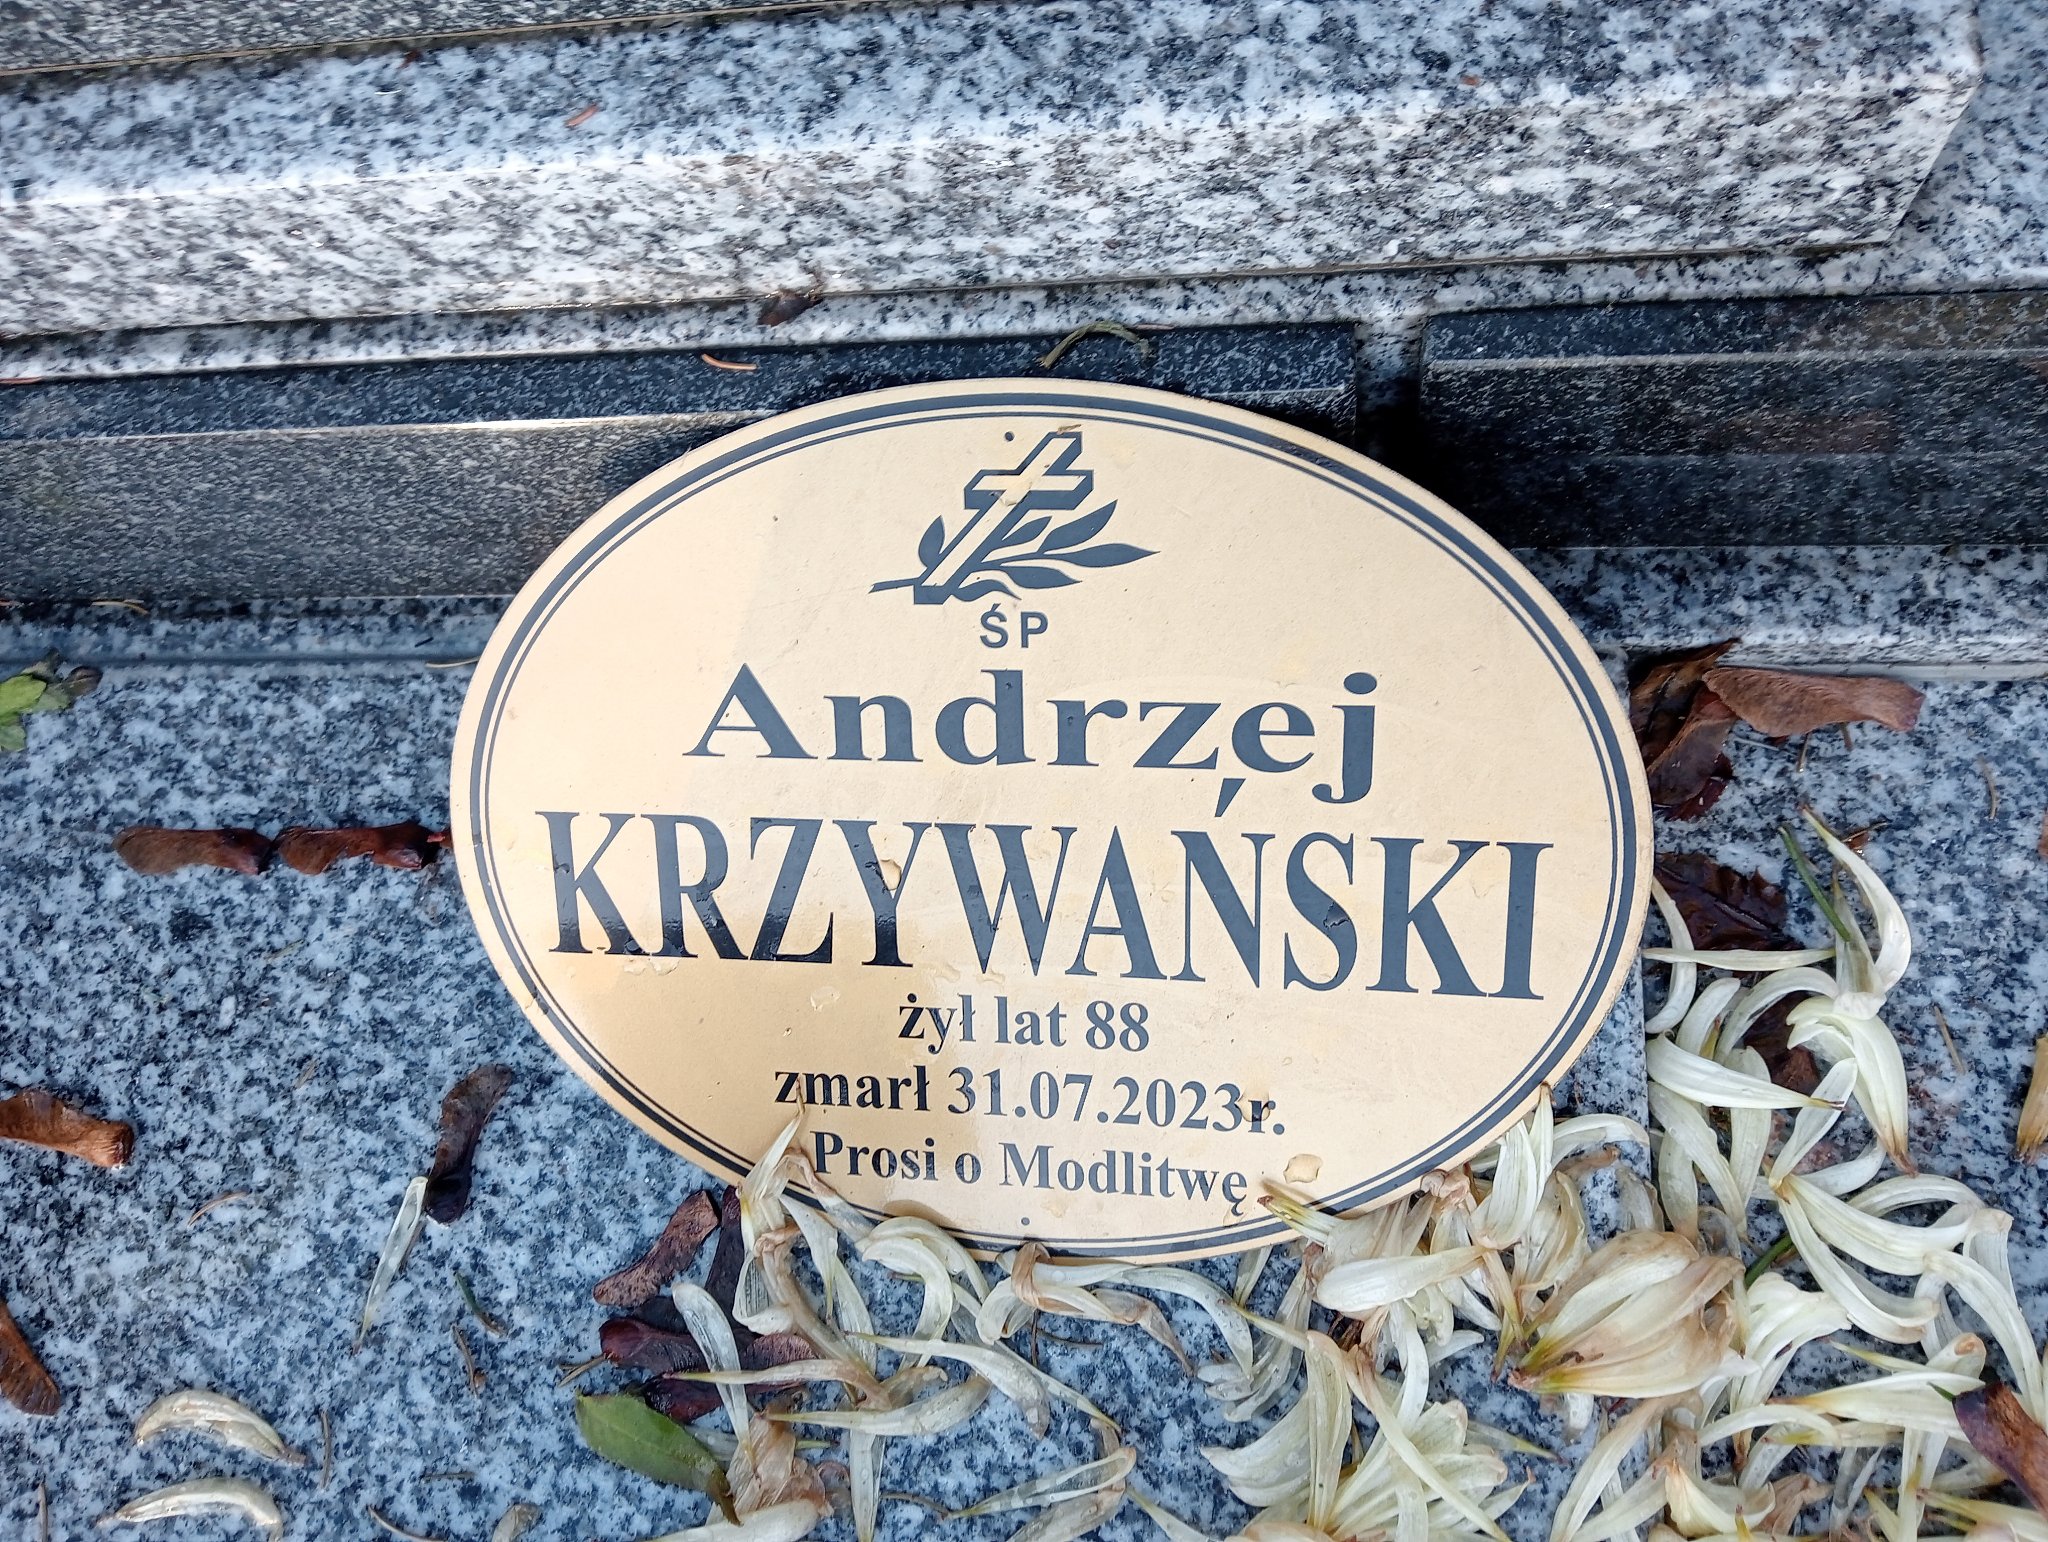 ŚP
Andrzej
KRZYWAŃSKI
żył lat 88
zmarł 31.07.2023r.
Prosi o Modlitwę